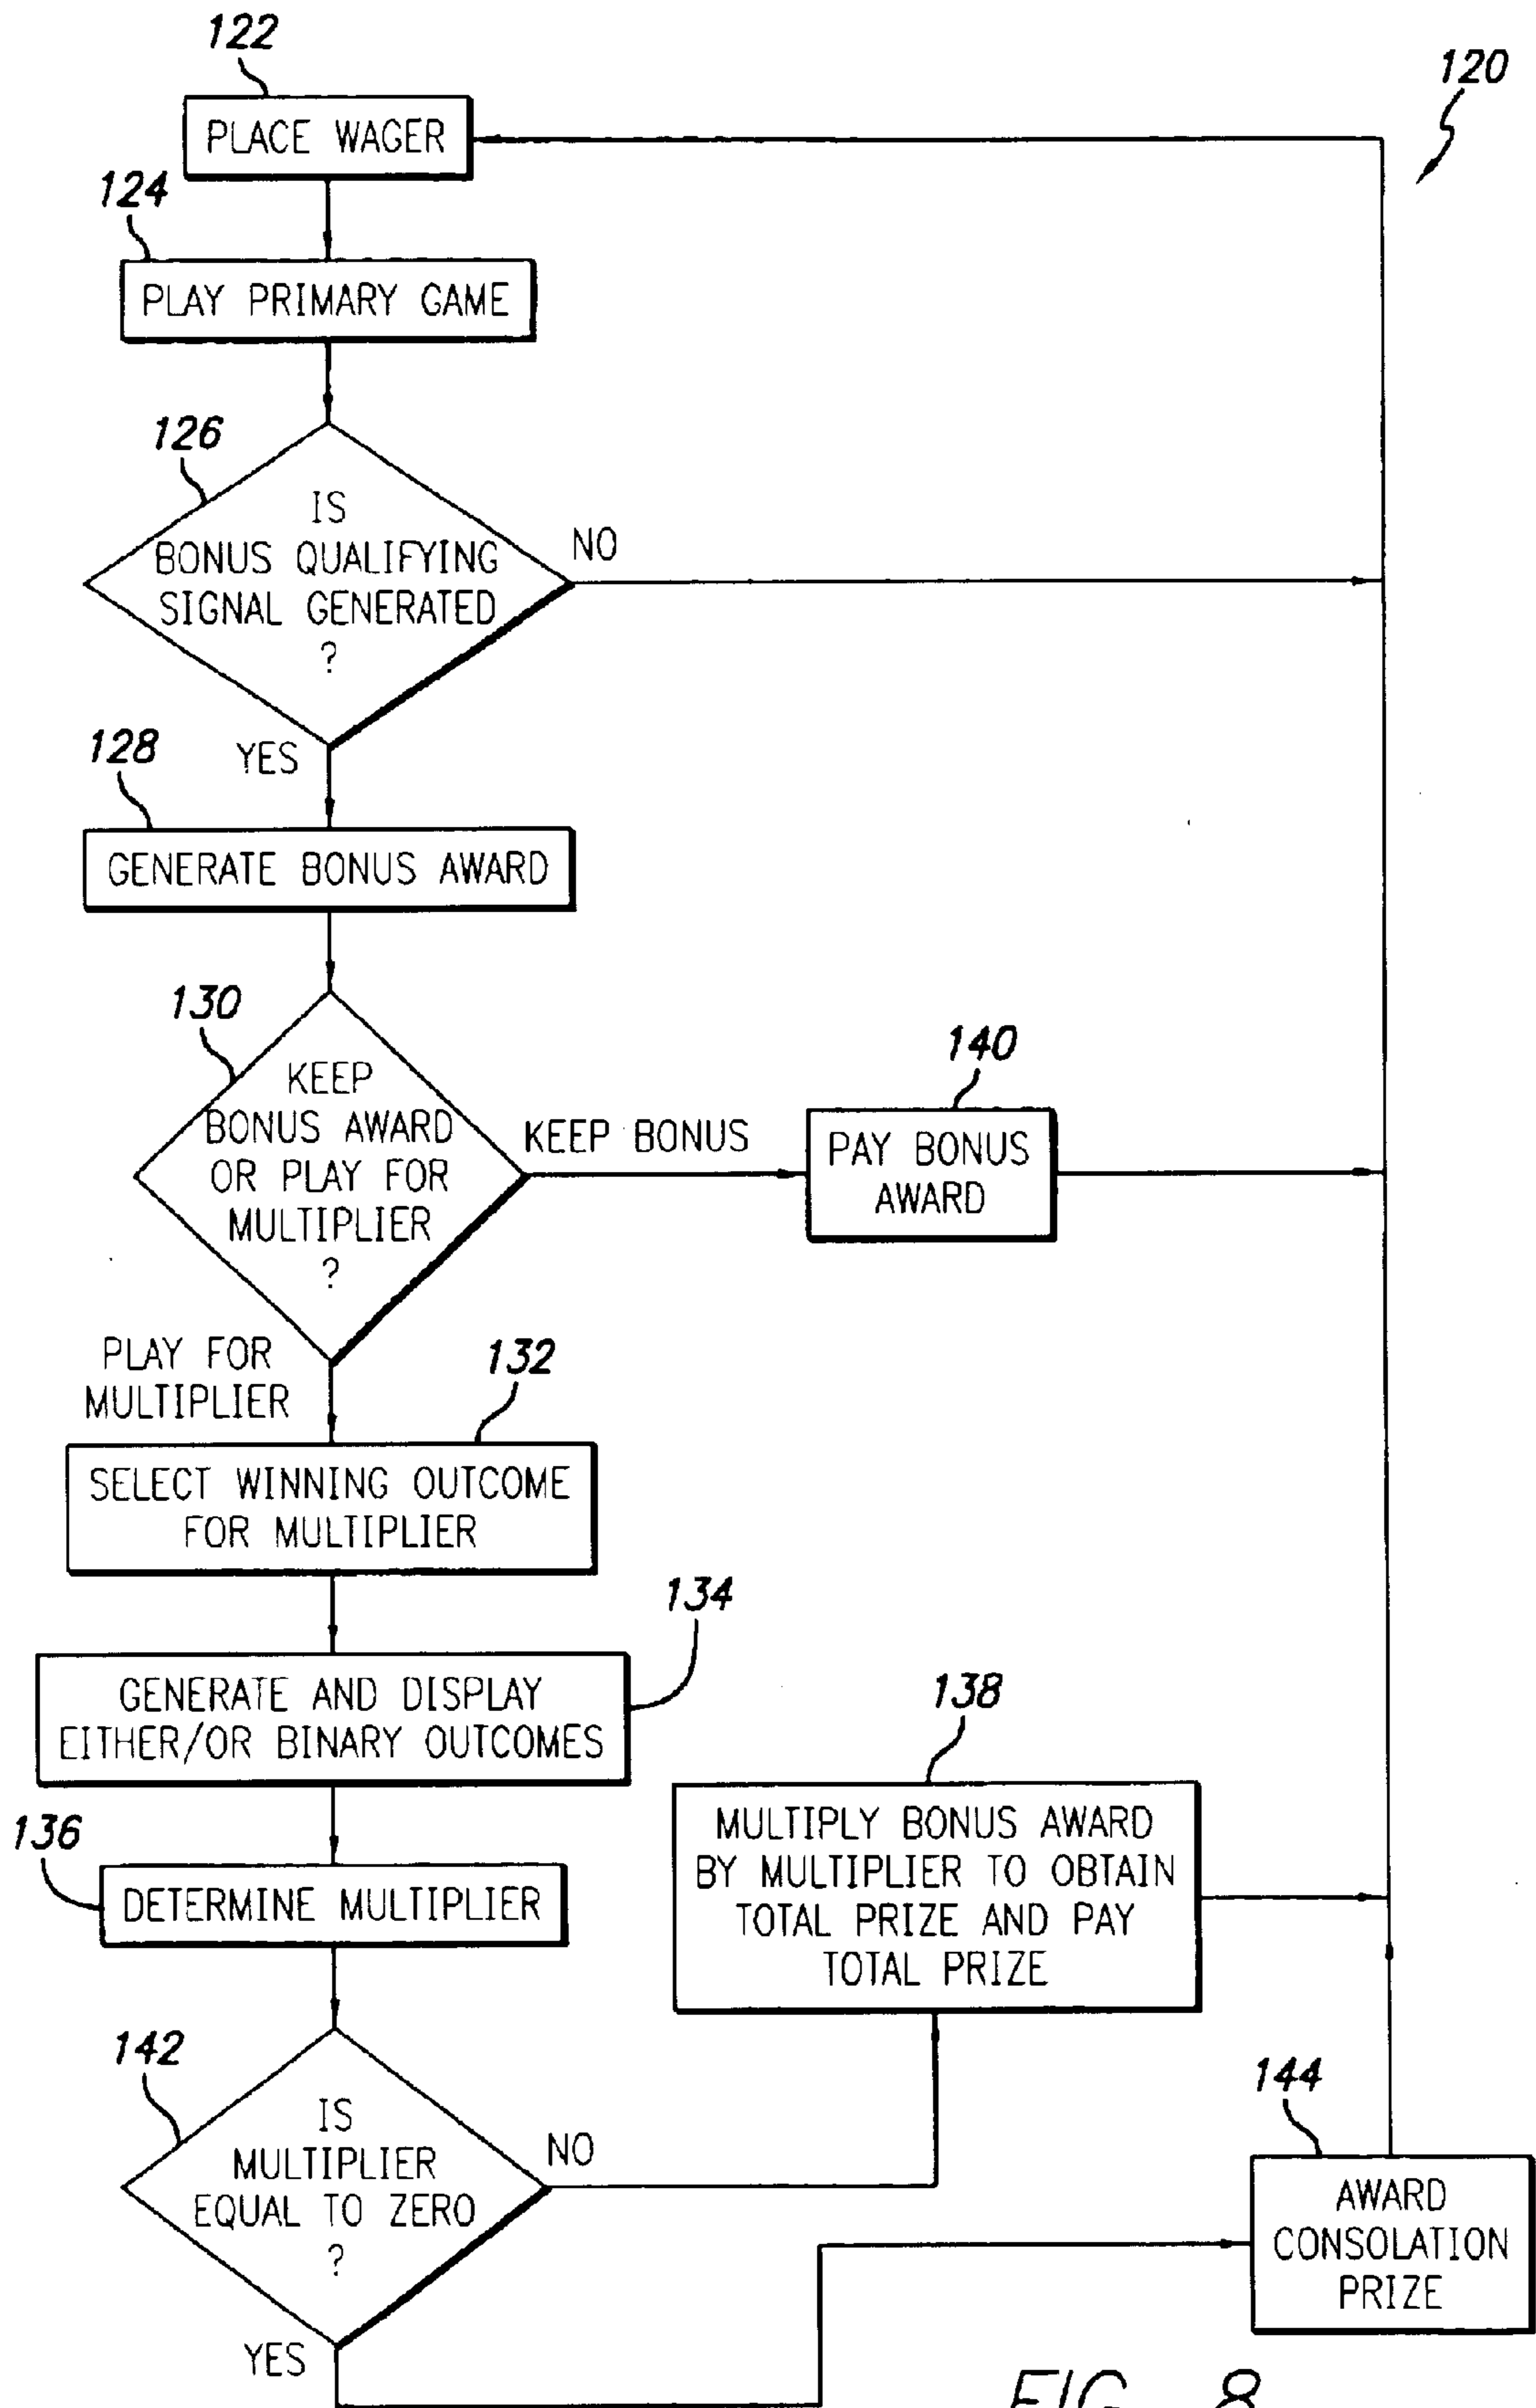 122
120
PLACE WAGER
124
PLAY PRIMARY GAME
126
IS
BONUS QUALIFYING
SIGNAL GENERATED
?
NO
YES
128
GENERATE BONUS AWARD
130
KEEP
BONUS AWARD
OR PLAY FOR
MULTIPLIER
?
KEEP BONUS
140
PAY BONUS
AWARD
PLAY FOR
MULTIPLIER
132
SELECT WINNING OUTCOME
FOR MULTIPLIER
134
GENERATE AND DISPLAY
EITHER/OR BINARY OUTCOMES
136
DETERMINE MULTIPLIER
138
MULTIPLY BONUS AWARD
BY MULTIPLIER TO OBTAIN
TOTAL PRIZE AND PAY
TOTAL PRIZE
142
IS
MULTIPLIER
EQUAL TO ZERO
?
NO
YES
144
AWARD
CONSOLATION
PRIZE
FIG. 8